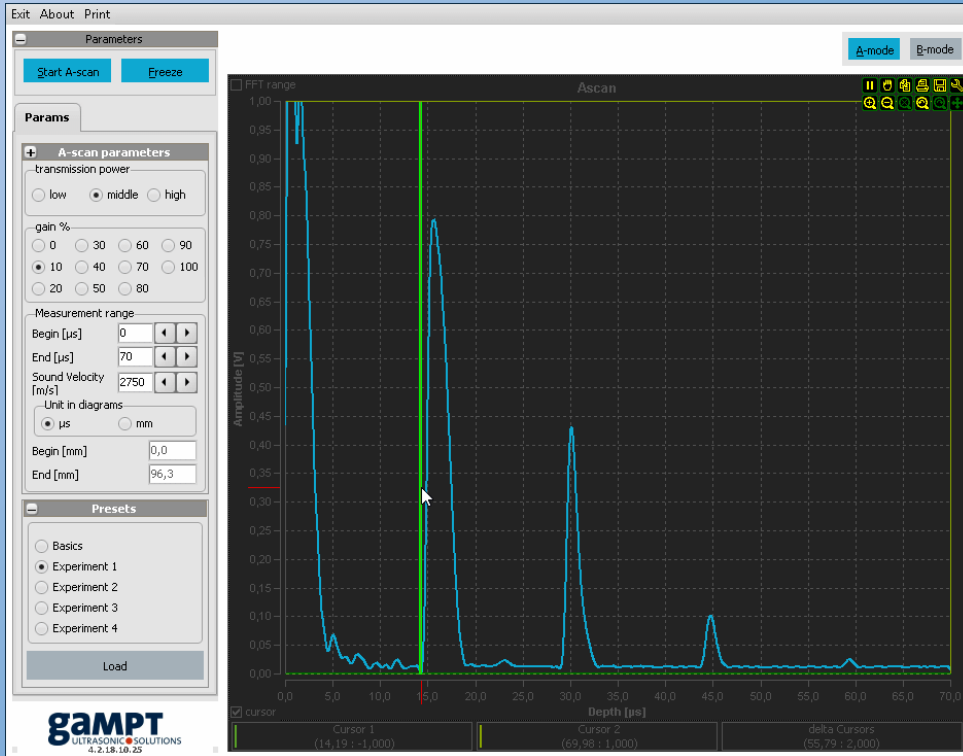 Exit About Print
Parameters
Start A-scan Freeze
Params
A-scan parameters
transmission power
low middle high
gain %
0 30 60 90
10 40 70 100
20 50 80
Measurement range
Begin [µs] 0
End [µs] 70
Sound Velocity [m/s] 2750
Unit in diagrams
µs mm
Begin [mm] 0,0
End [mm] 96,3
Presets
Basics
Experiment 1
Experiment 2
Experiment 3
Experiment 4
Load
gaMPT
ULTRASONIC SOLUTIONS
4.2.18.10.25
A-mode B-mode
FFT range
Ascan
Amplitude [V]
1,00
0,95
0,90
0,85
0,80
0,75
0,70
0,65
0,60
0,55
0,50
0,45
0,40
0,35
0,30
0,25
0,20
0,15
0,10
0,05
0,00
0,0 5,0 10,0 15,0 20,0 25,0 30,0 35,0 40,0 45,0 50,0 55,0 60,0 65,0 70,0
cursor
Depth [µs]
Cursor 1 Cursor 2 delta Cursors
(14,19 : -1,000) (69,98 : 1,000) (55,79 : 2,000)